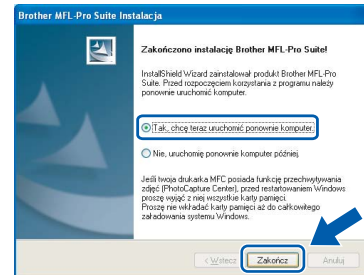 Brother MFL-Pro Suite Instalacja
Zakończono instalację Brother MFL-Pro Suite!
InstallShield Wizard zainstalował produkt Brother MFL-Pro
Suite. Przed rozpoczęciem korzystania z programu należy
ponownie uruchomić komputer.
Tak, chcę teraz uruchomić ponownie komputer.
Nie, uruchomię ponownie komputer później.
Jeśli twoja drukarka MFC posiada funkcję przechwytywania
zdjęć (PhotoCapture Center), przed restartowaniem Windows
proszę wyjąć z niej wszystkie karty pamięci.
Proszę nie wkładać karty pamięci aż do całkowitego
załadowania systemu Windows.
< Wstecz Zakończ Anuluj